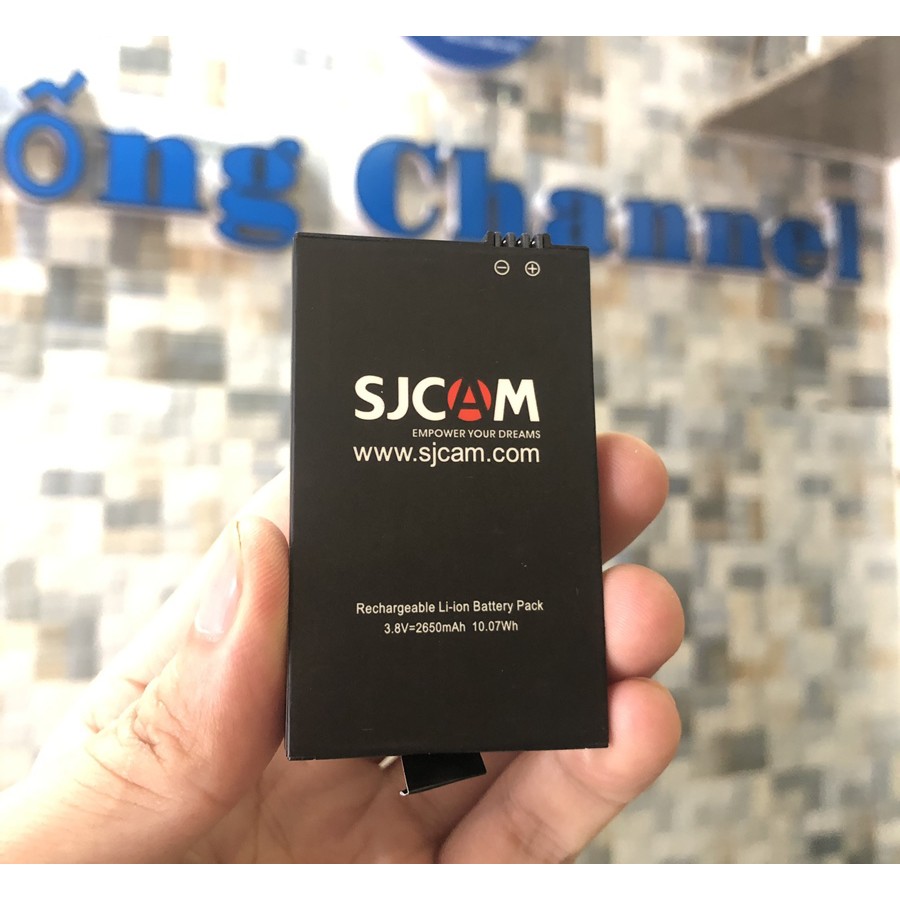 Ống Channel
⊖ ⊕
SJCAM
EMPOWER YOUR DREAMS
www.sjcam.com
Rechargeable Li-ion Battery Pack
3.8V=2650mAh 10.07Wh